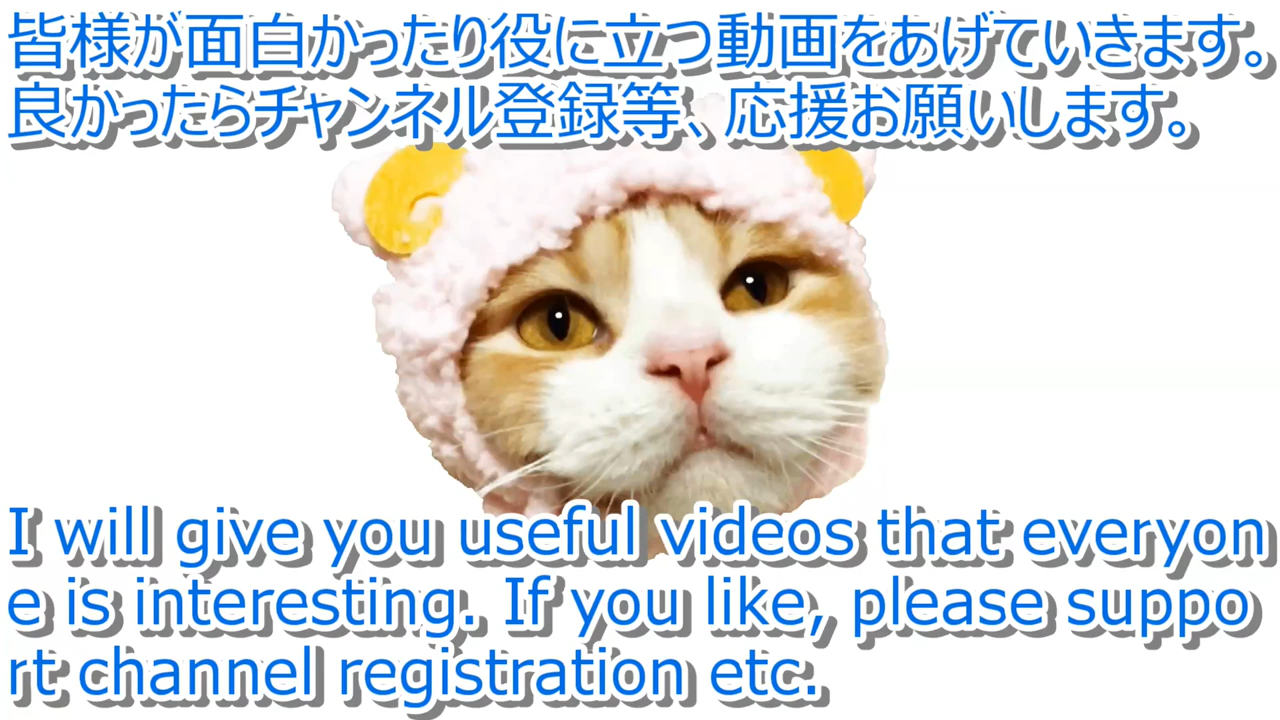 皆様が面白かったり役に立つ動画をあげていきます。
良かったらチャンネル登録等、応援お願いします。
I will give you useful videos that everyon
e is interesting. If you like, please suppo
rt channel registration etc.